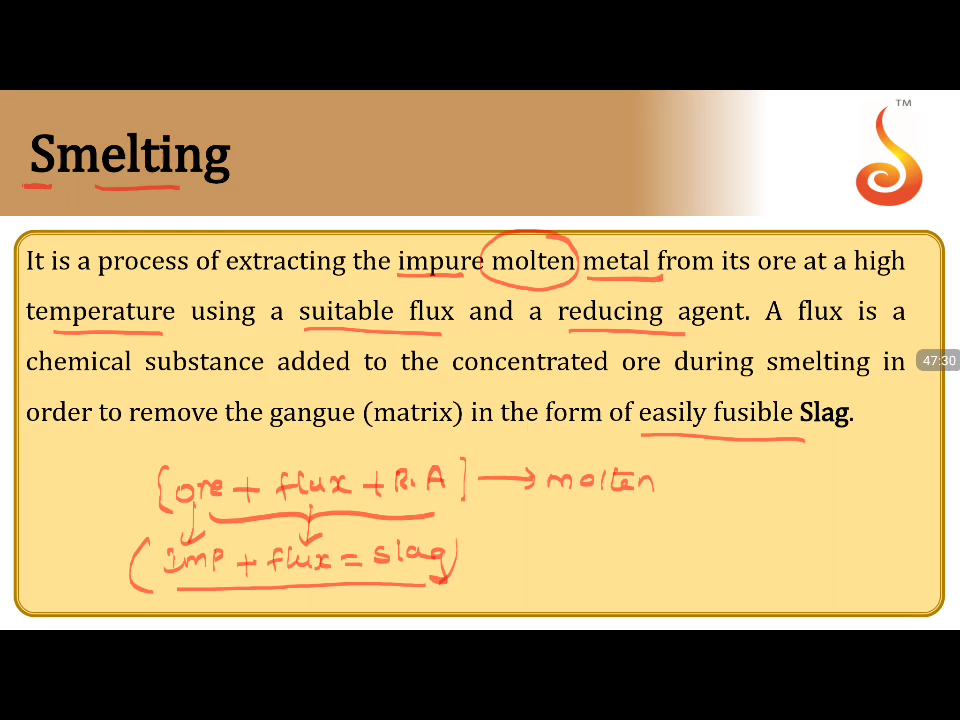 TM
Smelting
It is a process of extracting the impure molten metal from its ore at a high
temperature using a suitable flux and a reducing agent. A flux is a
chemical substance added to the concentrated ore during smelting in
47:30
order to remove the gangue (matrix) in the form of easily fusible Slag.
[ore + flux + R.A] → molten
(Imp + flux = slag)